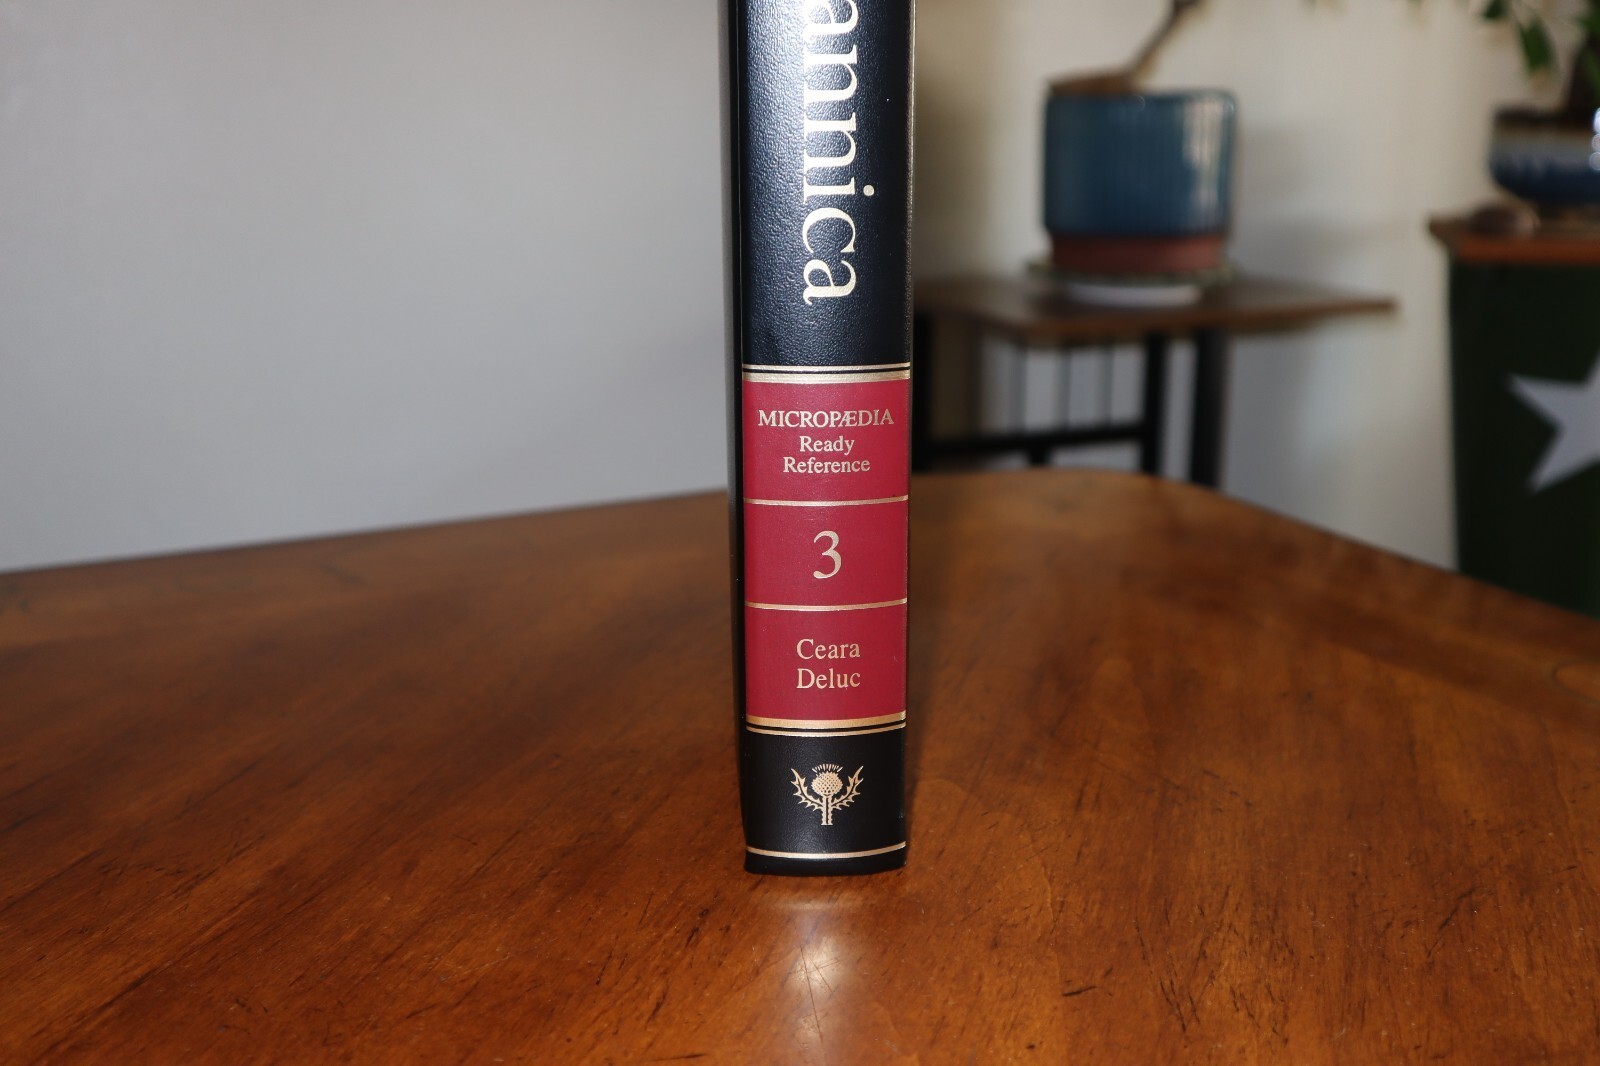 annica
MICROPÆDIA
Ready
Reference
3
Ceara
Deluc